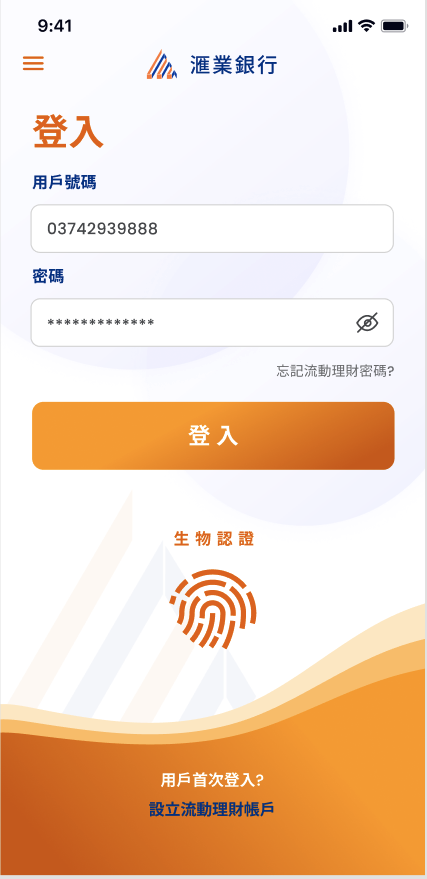 9:41
滙業銀行
登入
用戶號碼
03742939888
密碼
*************
忘記流動理財密碼?
登入
生物認證
用戶首次登入?
設立流動理財帳戶